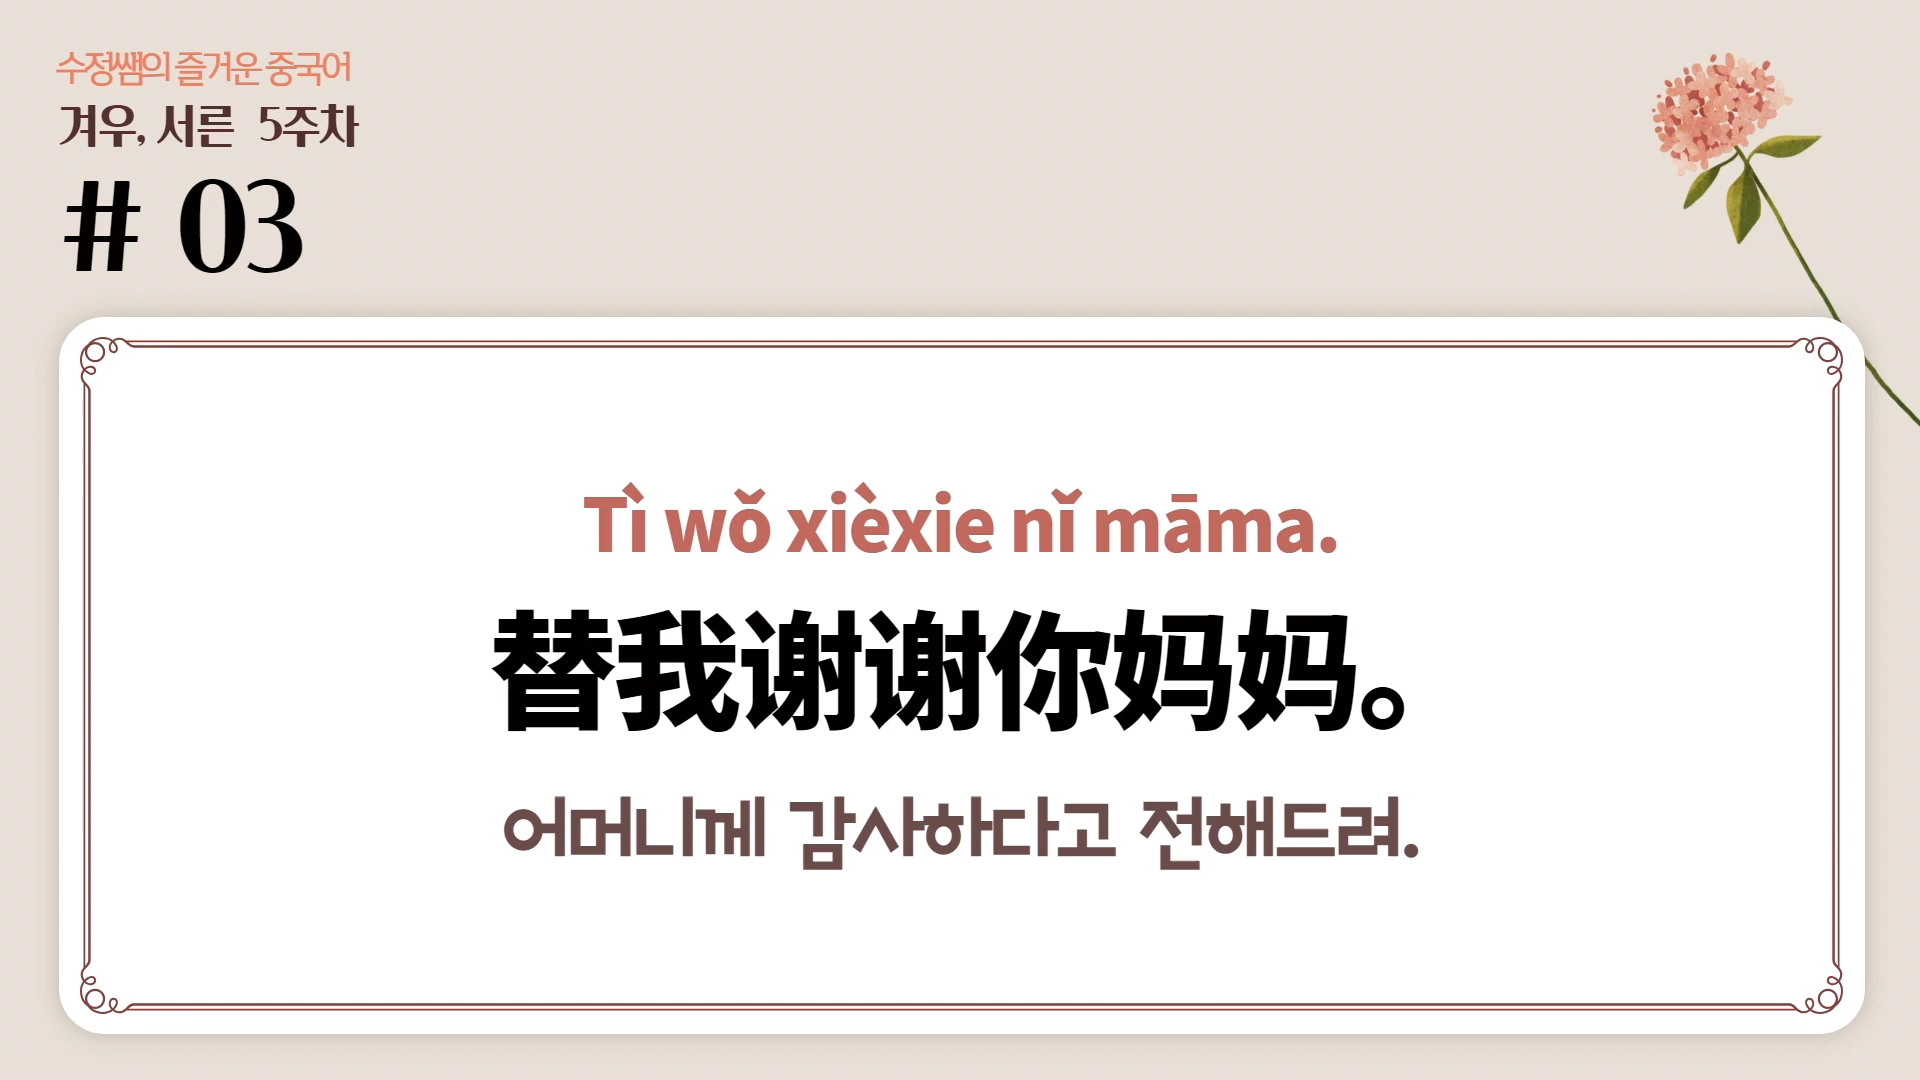 수정쌤의 즐거운 중국어
겨우, 서른 5주차
# 03
Tì wǒ xièxie nǐ māma.
替我谢谢你妈妈。
어머니께 감사하다고 전해드려.